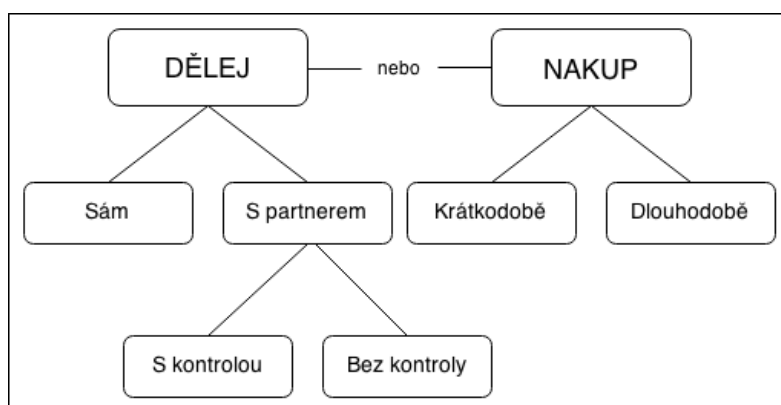 DĚLEJ
nebo
NAKUP
Sám
S partnerem
Krátkodobě
Dlouhodobě
S kontrolou
Bez kontroly